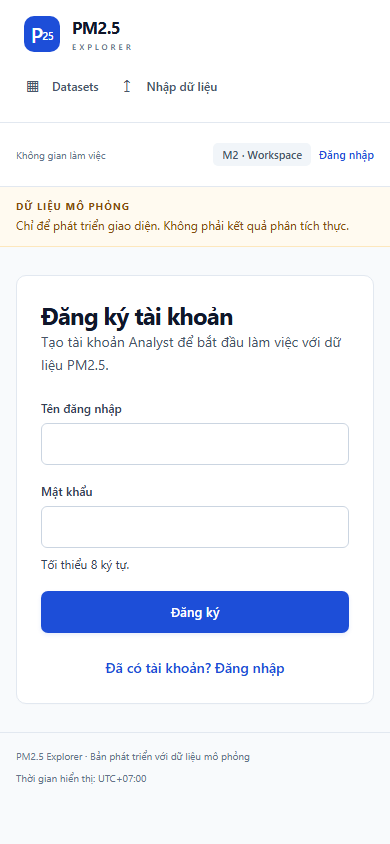 P25
PM2.5
EXPLORER
Datasets
Nhập dữ liệu
Không gian làm việc
M2 · Workspace
Đăng nhập
DỮ LIỆU MÔ PHỎNG
Chỉ để phát triển giao diện. Không phải kết quả phân tích thực.
Đăng ký tài khoản
Tạo tài khoản Analyst để bắt đầu làm việc với dữ
liệu PM2.5.
Tên đăng nhập
Mật khẩu
Tối thiểu 8 ký tự.
Đăng ký
Đã có tài khoản? Đăng nhập
PM2.5 Explorer · Bản phát triển với dữ liệu mô phỏng
Thời gian hiển thị: UTC+07:00